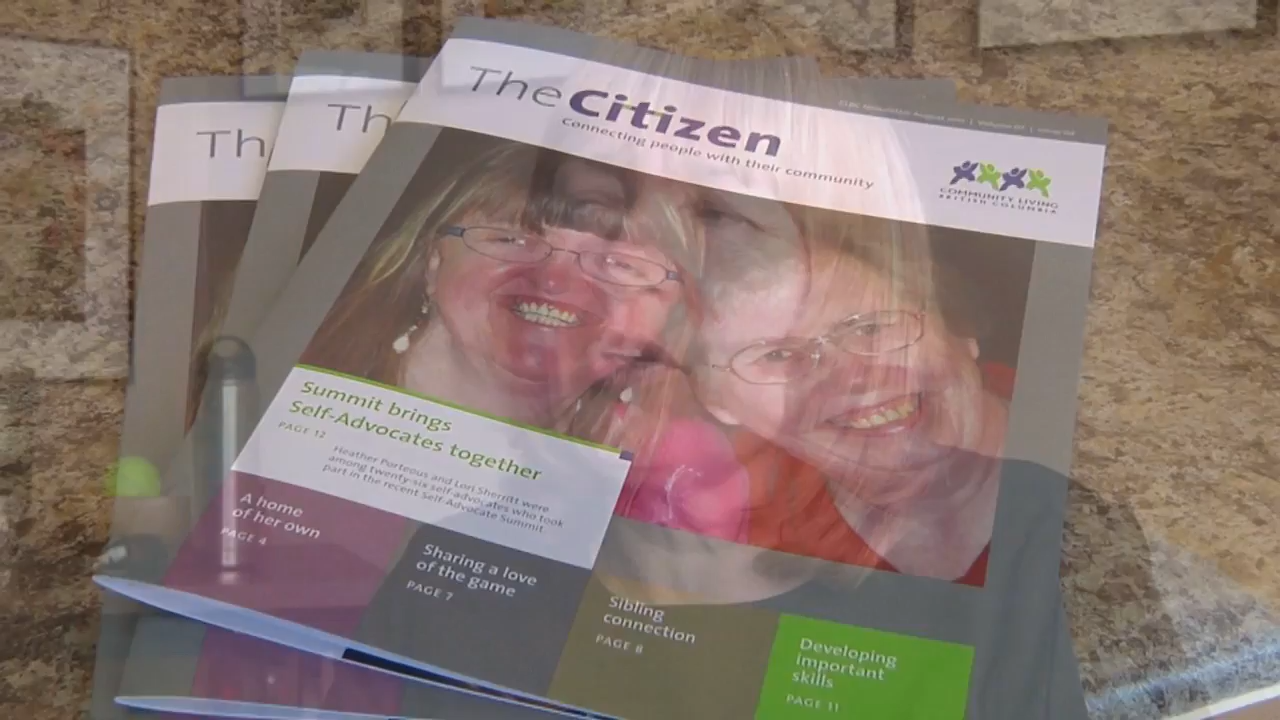 The Citizen
Connecting people with their community
COMMUNITY LIVING
BRITISH COLUMBIA
Th
Th
Summit brings
Self-Advocates together
PAGE 12
Heather Porteous and Lori Sherritt were
among twenty-six self-advocates who took
part in the recent Self-Advocate Summit
A home
of her own
PAGE 4
Sharing a love
of the game
PAGE 7
Sibling
connection
PAGE 8
Developing
important
skills
PAGE 11